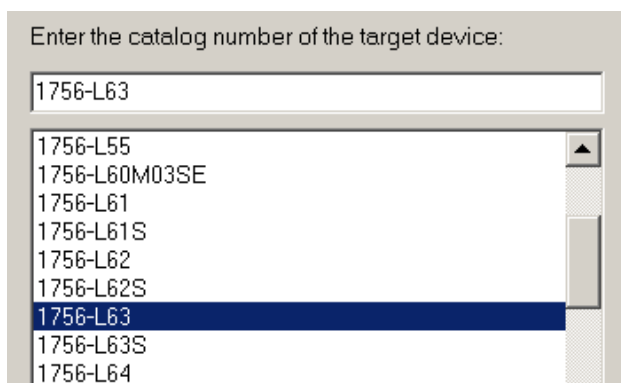 Enter the catalog number of the target device:
1756-L63
1756-L55
1756-L60M03SE
1756-L61
1756-L61S
1756-L62
1756-L62S
1756-L63
1756-L63S
1756-L64